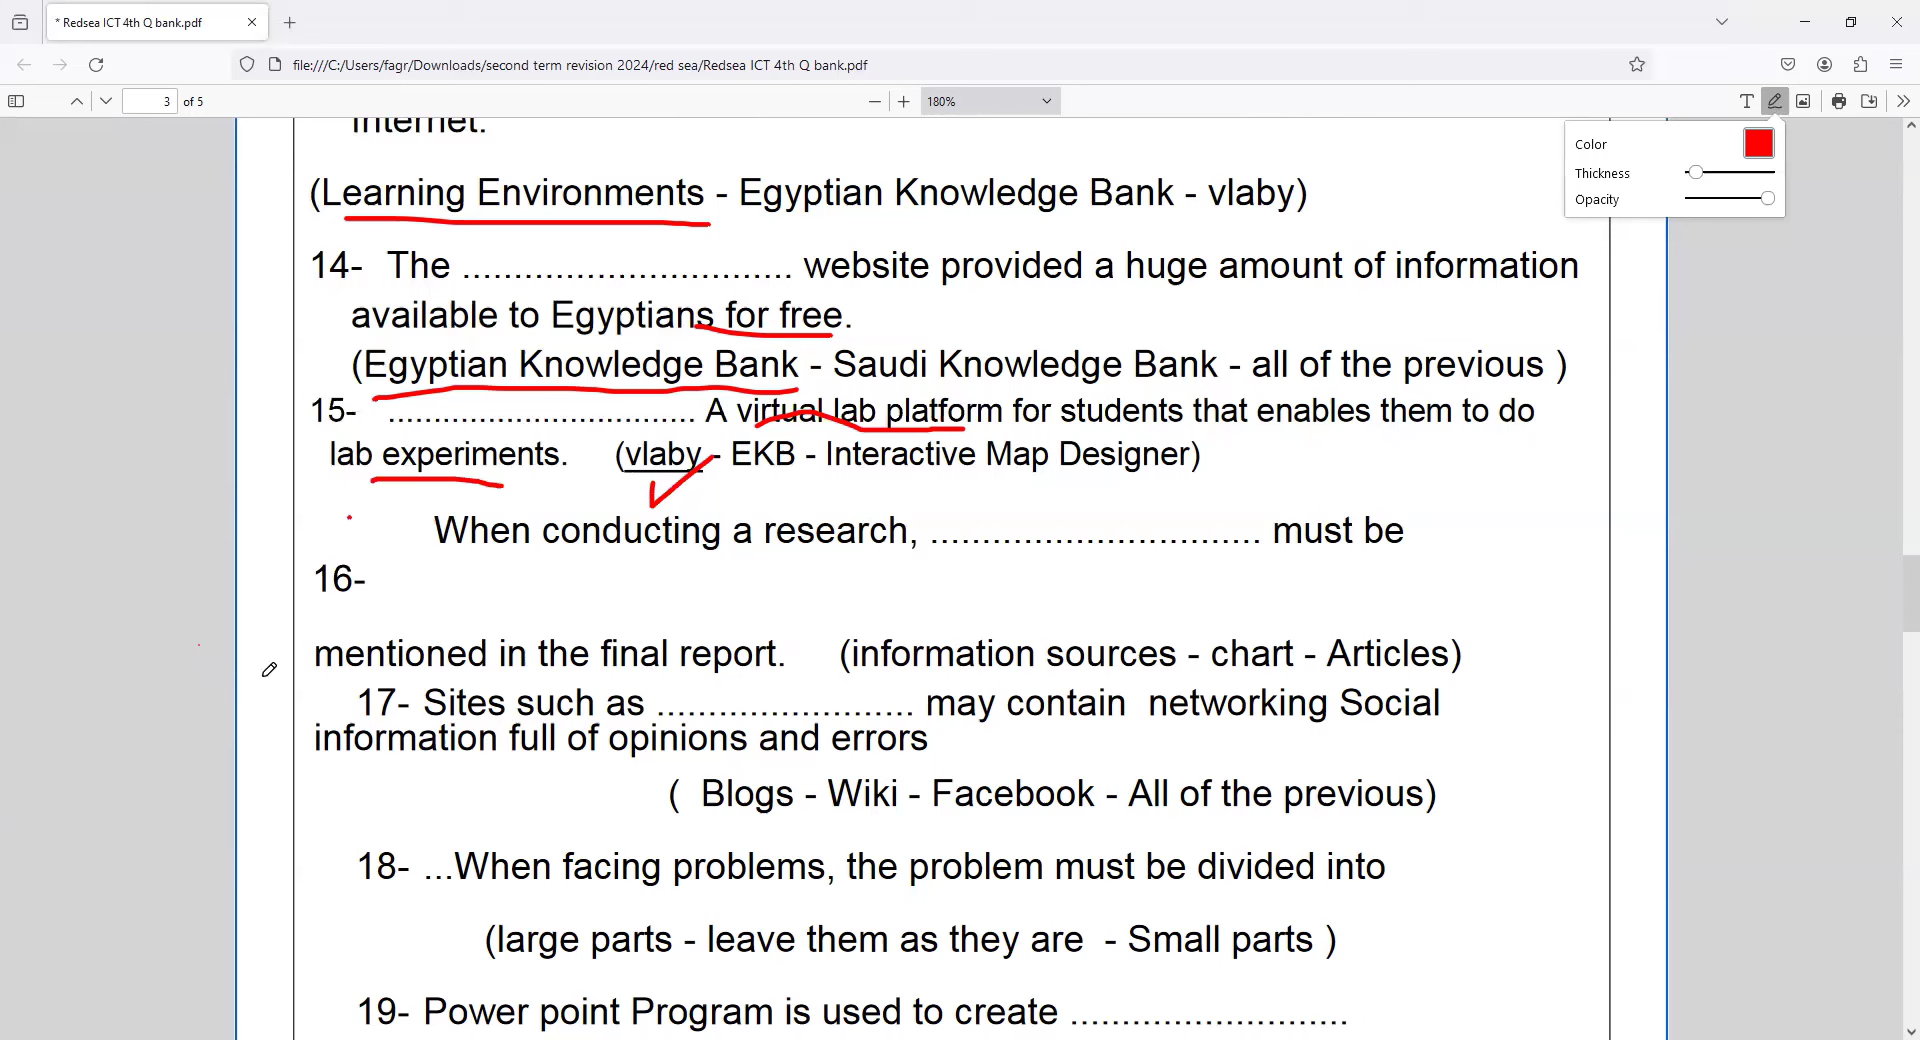 * Redsea ICT 4th Q bank.pdf
file:///C:/Users/fagr/Downloads/second term revision 2024/red sea/Redsea ICT 4th Q bank.pdf
3 of 5
180%
Color
Thickness
Opacity
Internet.
(Learning Environments - Egyptian Knowledge Bank - vlaby)
14- The ................................ website provided a huge amount of information
available to Egyptians for free.
(Egyptian Knowledge Bank - Saudi Knowledge Bank - all of the previous )
15- ................................ A virtual lab platform for students that enables them to do
lab experiments. (vlaby - EKB - Interactive Map Designer)
When conducting a research, ................................ must be
16-
mentioned in the final report. (information sources - chart - Articles)
17- Sites such as ......................... may contain networking Social
information full of opinions and errors
( Blogs - Wiki - Facebook - All of the previous)
18- ...When facing problems, the problem must be divided into
(large parts - leave them as they are - Small parts )
19- Power point Program is used to create ...........................